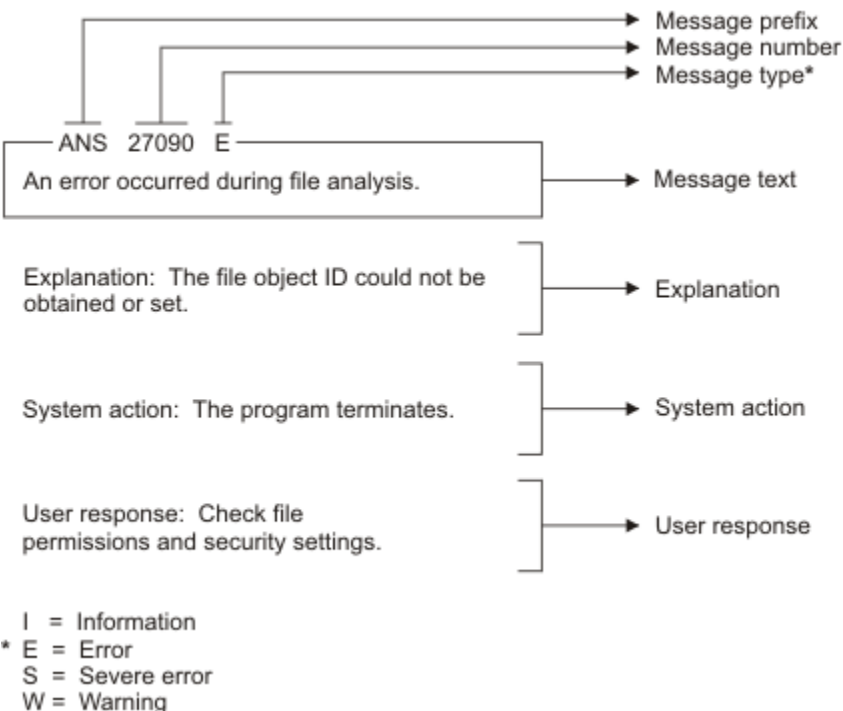 Message prefix
Message number
Message type*
ANS 27090 E
An error occurred during file analysis.
Message text
Explanation: The file object ID could not be
obtained or set.
Explanation
System action: The program terminates.
System action
User response: Check file
permissions and security settings.
User response
I = Information
* E = Error
S = Severe error
W = Warning